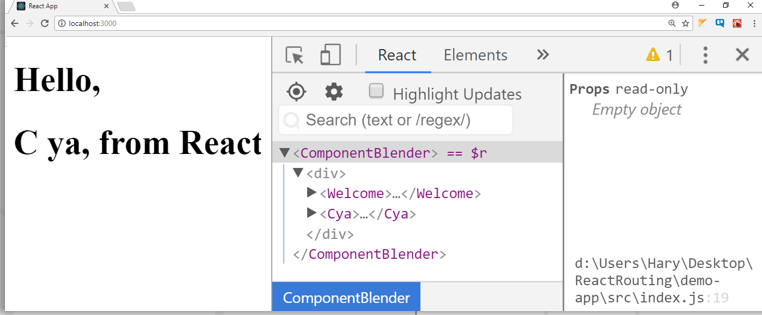 React App
localhost:3000
Hello,
C ya, from React
React Elements » 1
Highlight Updates
Search (text or /regex/)
<ComponentBlender> == $r
<div>
<Welcome>…</Welcome>
<Cya>…</Cya>
</div>
</ComponentBlender>
ComponentBlender
Props read-only
Empty object
d:\Users\Hary\Desktop\
ReactRouting\demo-
app\src\index.js:19